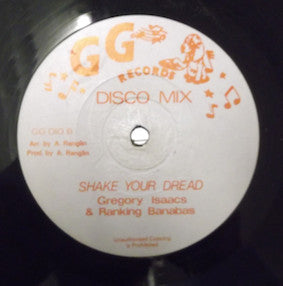 GG
RECORDS
DISCO MIX
GG 010 B
Arr. by A. Ranglin
Prod. by A. Ranglin
SHAKE YOUR DREAD
Gregory Isaacs
& Ranking Banabas
Unauthorised Copying
is Prohibited